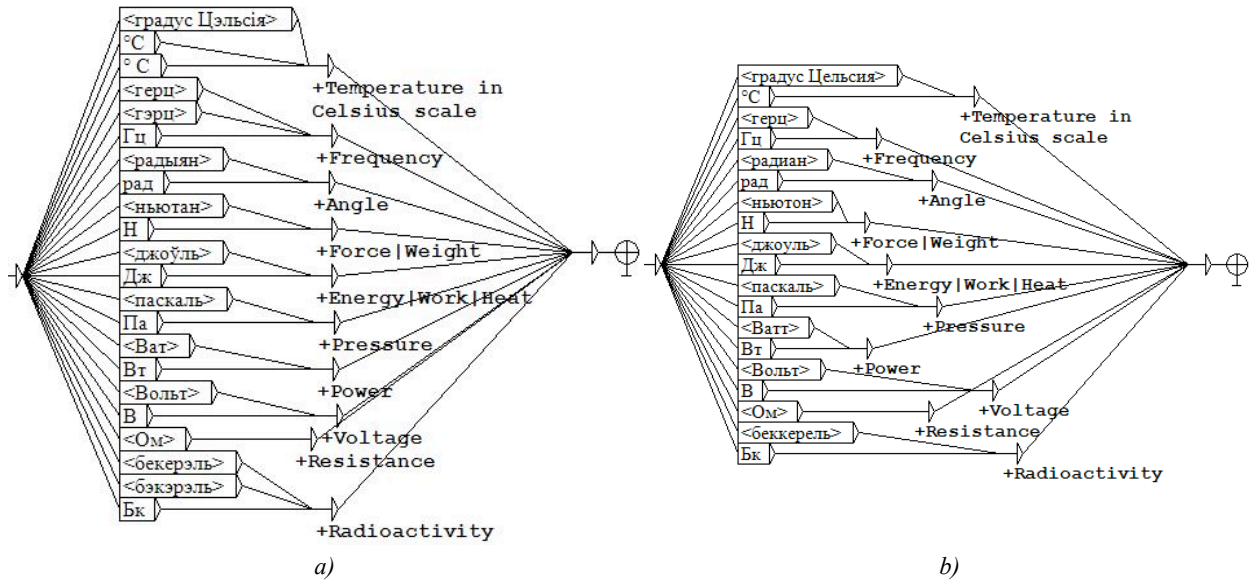 <градус Цэльсія>
°C
° C
+Temperature in
Celsius scale
<герц>
<гэрц>
Гц
+Frequency
<радыян>
рад
+Angle
<ньютан>
Н
+Force|Weight
<джоўль>
Дж
+Energy|Work|Heat
<паскаль>
Па
+Pressure
<Ват>
Вт
+Power
<Вольт>
В
+Voltage
<Ом>
+Resistance
<бекерэль>
<бэкэрэль>
Бк
+Radioactivity
a)
<градус Цельсия>
°C
+Temperature in
Celsius scale
<герц>
Гц
+Frequency
<радиан>
рад
+Angle
<ньютон>
Н
+Force|Weight
<джоуль>
Дж
+Energy|Work|Heat
<паскаль>
Па
+Pressure
<Ватт>
Вт
+Power
<Вольт>
В
+Voltage
<Ом>
+Resistance
<беккерель>
Бк
+Radioactivity
b)